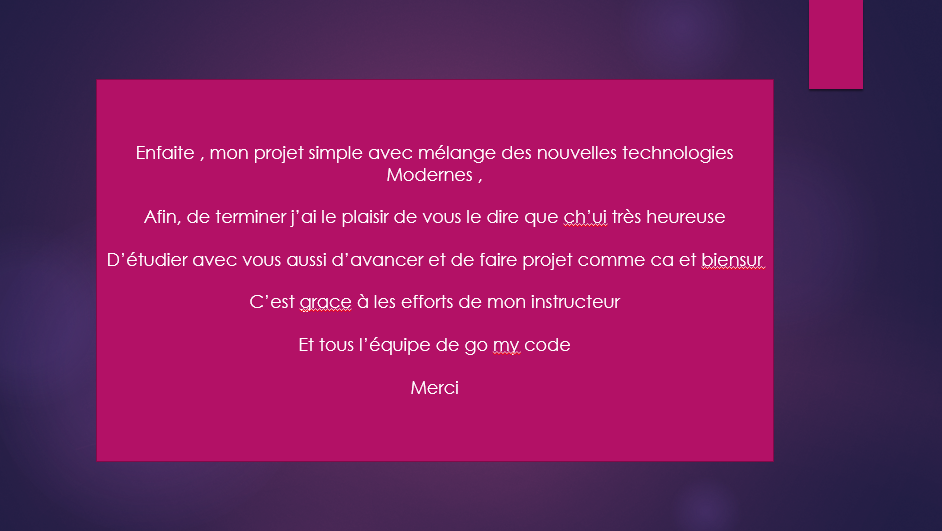 Enfaite , mon projet simple avec mélange des nouvelles technologies
Modernes ,
Afin, de terminer j’ai le plaisir de vous le dire que ch’ui très heureuse
D’étudier avec vous aussi d’avancer et de faire projet comme ca et biensur
C’est grace à les efforts de mon instructeur
Et tous l’équipe de go my code
Merci